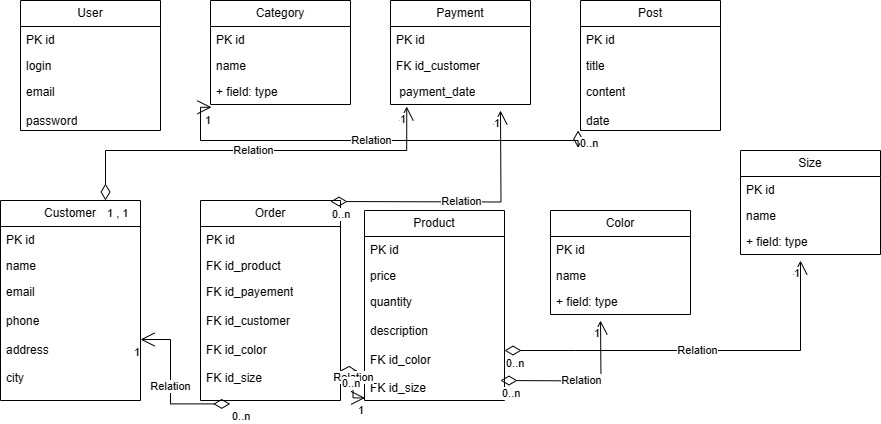 User
PK id
login
email
password
Category
PK id
name
+ field: type
1
Payment
PK id
FK id_customer
payment_date
1
1
Post
PK id
title
content
date
0..n
Relation
Relation
Relation
Customer 1 , 1
PK id
name
email
phone
address
city
1
Relation
0..n
Order
0..n
PK id
FK id_product
FK id_payement
FK id_customer
FK id_color
FK id_size
Relation
0..n
1
Product
PK id
price
quantity
description
FK id_color
FK id_size
0..n
0..n
Relation
Relation
Color
PK id
name
+ field: type
1
Size
PK id
name
+ field: type
1